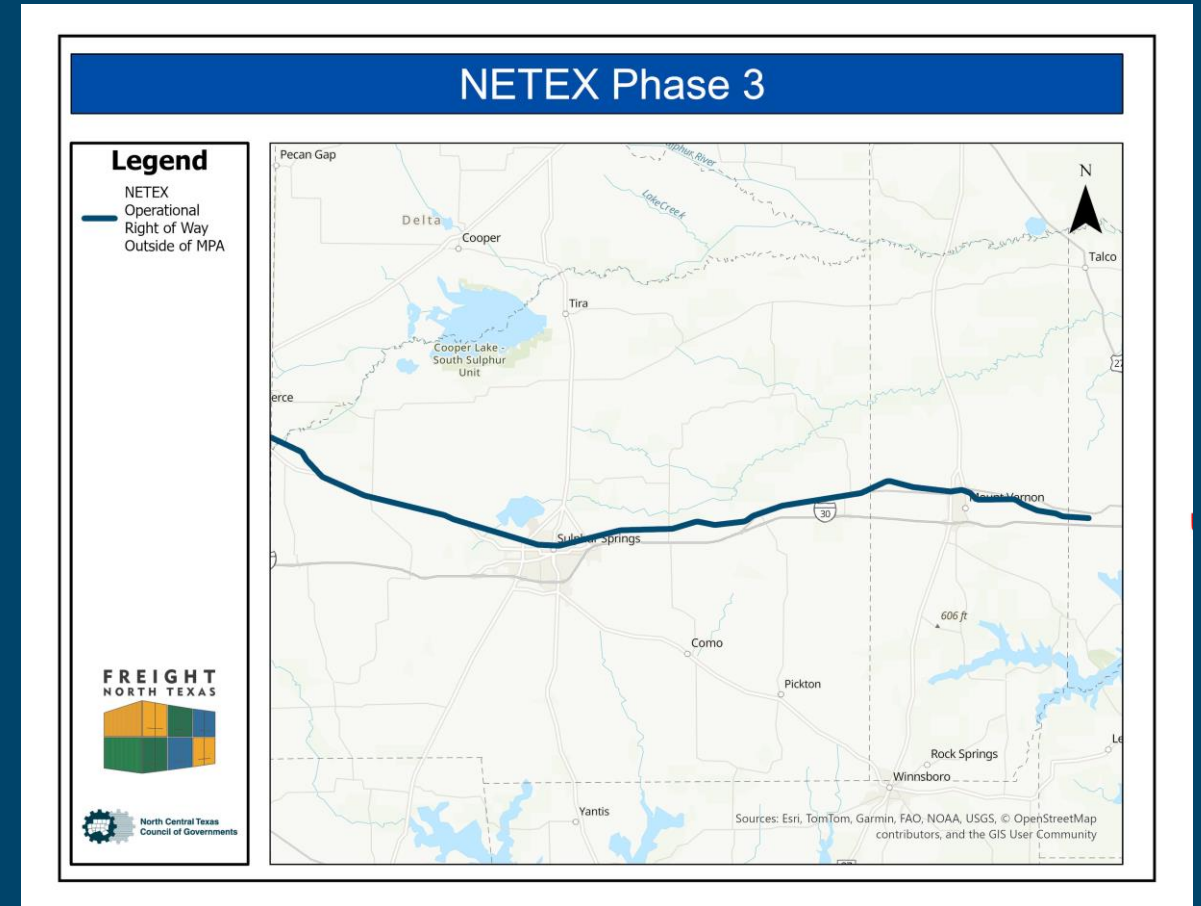 NETEX Phase 3
Legend
NETEX
Operational
Right of Way
Outside of MPA
FREIGHT
NORTH TEXAS
North Central Texas
Council of Governments
Pecan Gap
Sulphur River
Lake Creek
N
Delta
Cooper
Talco
Tira
Cooper Lake -
South Sulphur
Unit
27
erce
Mount Vernon
30
Sulphur Springs
606 ft
Como
Pickton
Le
Rock Springs
Winnsboro
Yantis
Sources: Esri, TomTom, Garmin, FAO, NOAA, USGS, © OpenStreetMap
contributors, and the GIS User Community